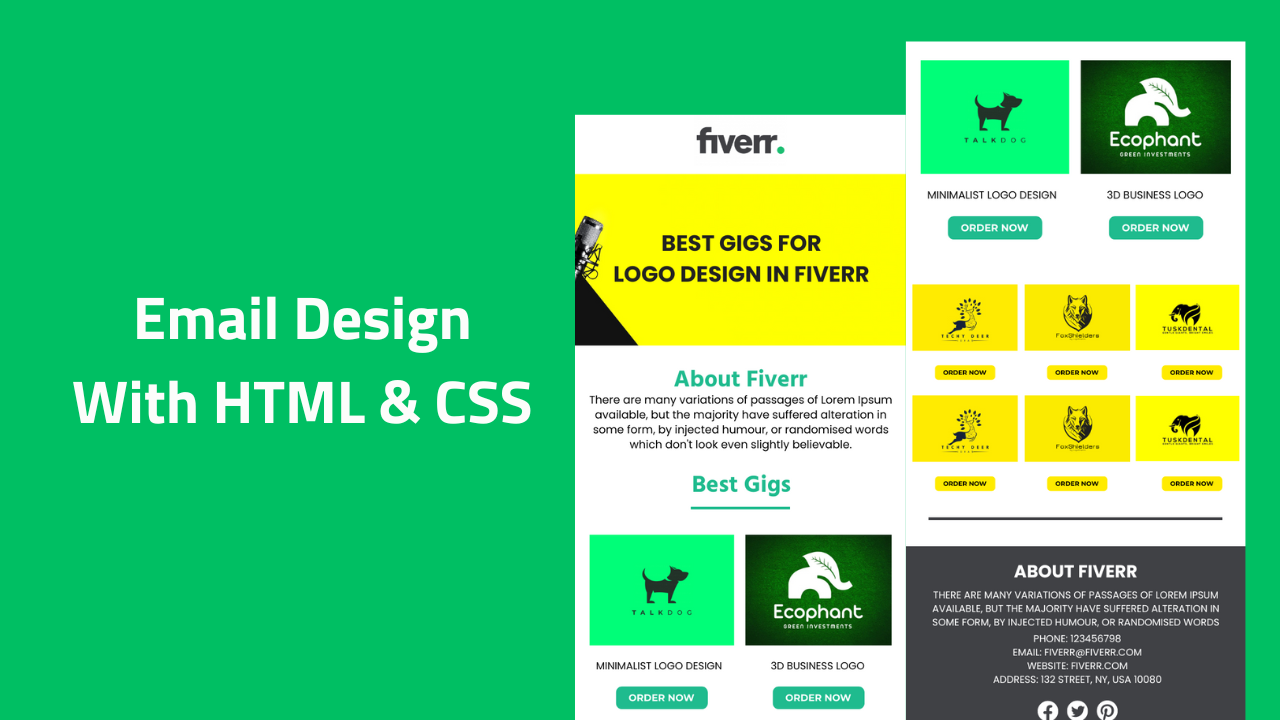 Email Design
With HTML & CSS
fiverr.
BEST GIGS FOR
LOGO DESIGN IN FIVERR
About Fiverr
There are many variations of passages of Lorem Ipsum
available, but the majority have suffered alteration in
some form, by injected humour, or randomised words
which don't look even slightly believable.
Best Gigs
TALKDOG
Ecophant
GREEN INVESTMENTS
MINIMALIST LOGO DESIGN
3D BUSINESS LOGO
ORDER NOW
ORDER NOW
TALKDOG
Ecophant
GREEN INVESTMENTS
MINIMALIST LOGO DESIGN
3D BUSINESS LOGO
ORDER NOW
ORDER NOW
TECHY DEER
FoxShielders
TUSKDENTAL
ORDER NOW
ORDER NOW
ORDER NOW
TECHY DEER
FoxShielders
TUSKDENTAL
ORDER NOW
ORDER NOW
ORDER NOW
ABOUT FIVERR
THERE ARE MANY VARIATIONS OF PASSAGES OF LOREM IPSUM
AVAILABLE, BUT THE MAJORITY HAVE SUFFERED ALTERATION IN
SOME FORM, BY INJECTED HUMOUR, OR RANDOMISED WORDS
PHONE: 123456798
EMAIL: FIVERR@FIVERR.COM
WEBSITE: FIVERR.COM
ADDRESS: 132 STREET, NY, USA 10080